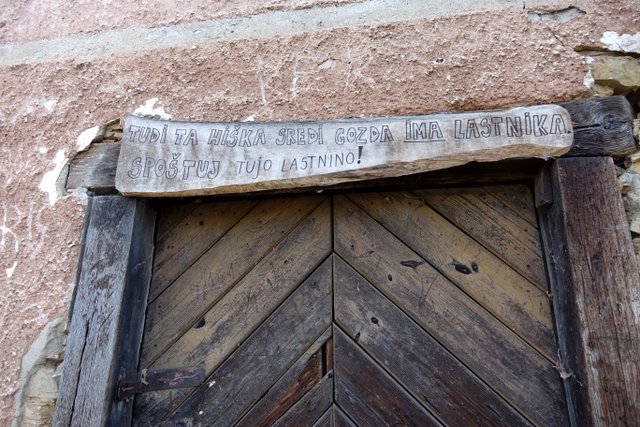 TUDI TA HIŠKA SREDI GOZDA IMA LASTNIKA.
SPOŠTUJ TUJO LASTNINO!